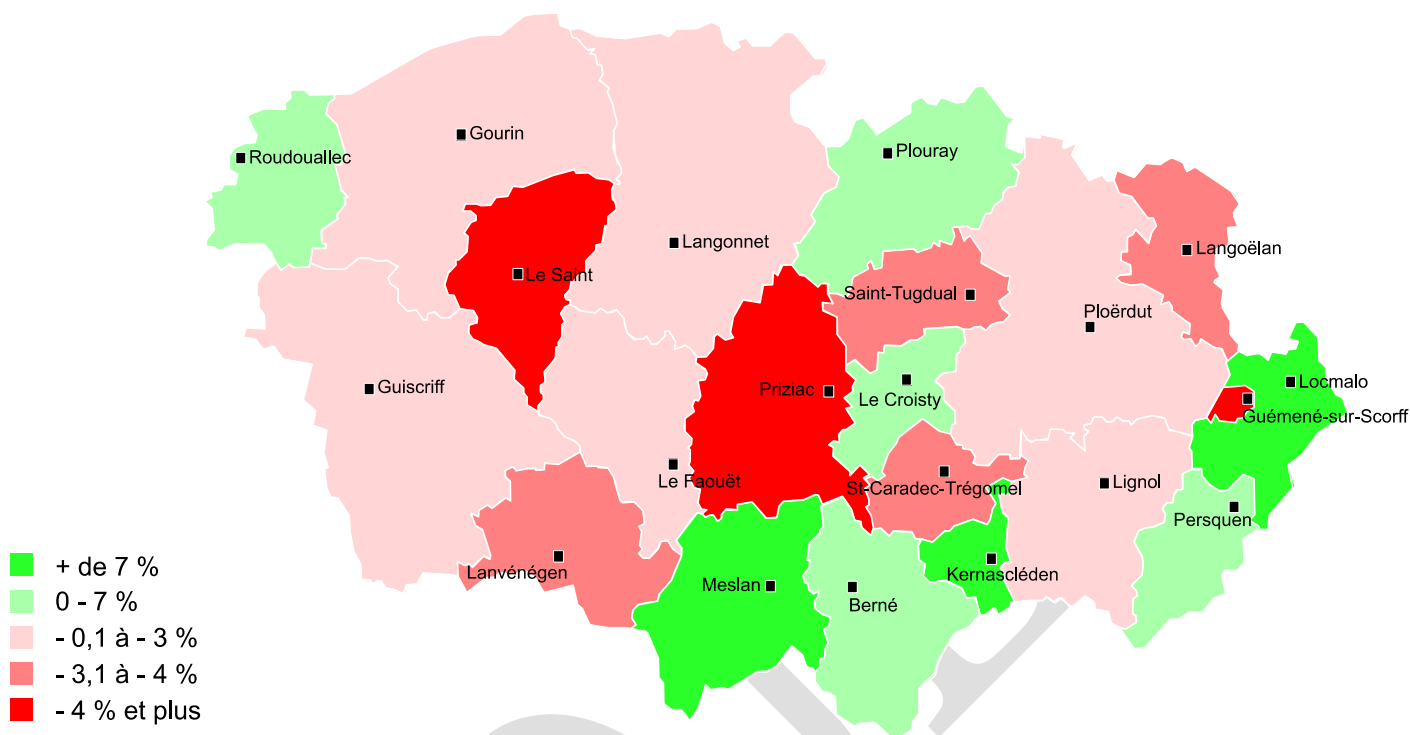 Gourin
Roudouallec
Plouray
Langonnet
Langoëlan
Le Saint
Saint-Tugdual
Ploërdut
Guiscriff
Priziac
Le Croisty
Locmalo
Guémené-sur-Scorff
Le Faouët
St-Caradec-Trégomel
Lignol
Persquen
Lanvénégen
Meslan
Berné
Kernascléden
+ de 7 %
0 - 7 %
- 0,1 à - 3 %
- 3,1 à - 4 %
- 4 % et plus